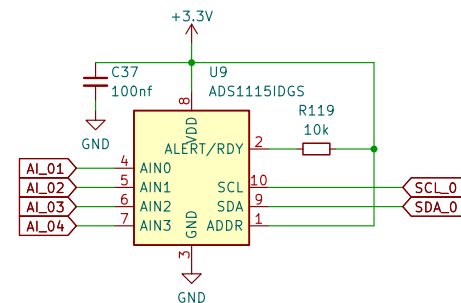 +3.3V
C37
100nf
GND
U9
ADS1115IDGS
R119
10k
8
VDD
ALERT/RDY
2
AI_01
4
AIN0
AI_02
5
AIN1
SCL
10
SCL_0
AI_03
6
AIN2
SDA
9
SDA_0
AI_04
7
AIN3
ADDR
1
GND
3
GND